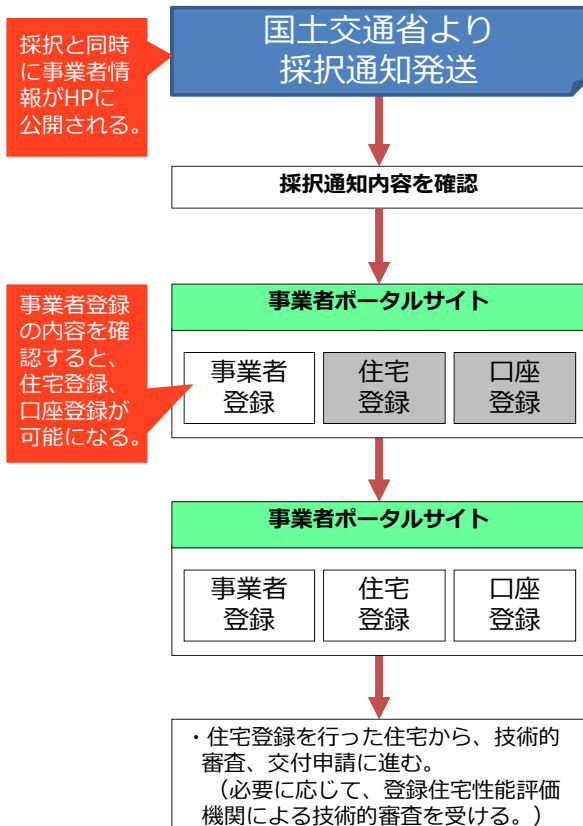 国土交通省より
採択通知発送
採択と同時
に事業者情
報がHPに
公開される。
採択通知内容を確認
事業者ポータルサイト
事業者
登録
住宅
登録
口座
登録
事業者登録
の内容を確
認すると、
住宅登録、
口座登録が
可能になる。
事業者ポータルサイト
事業者
登録
住宅
登録
口座
登録
・住宅登録を行った住宅から、技術的
審査、交付申請に進む。
（必要に応じて、登録住宅性能評価
機関による技術的審査を受ける。）